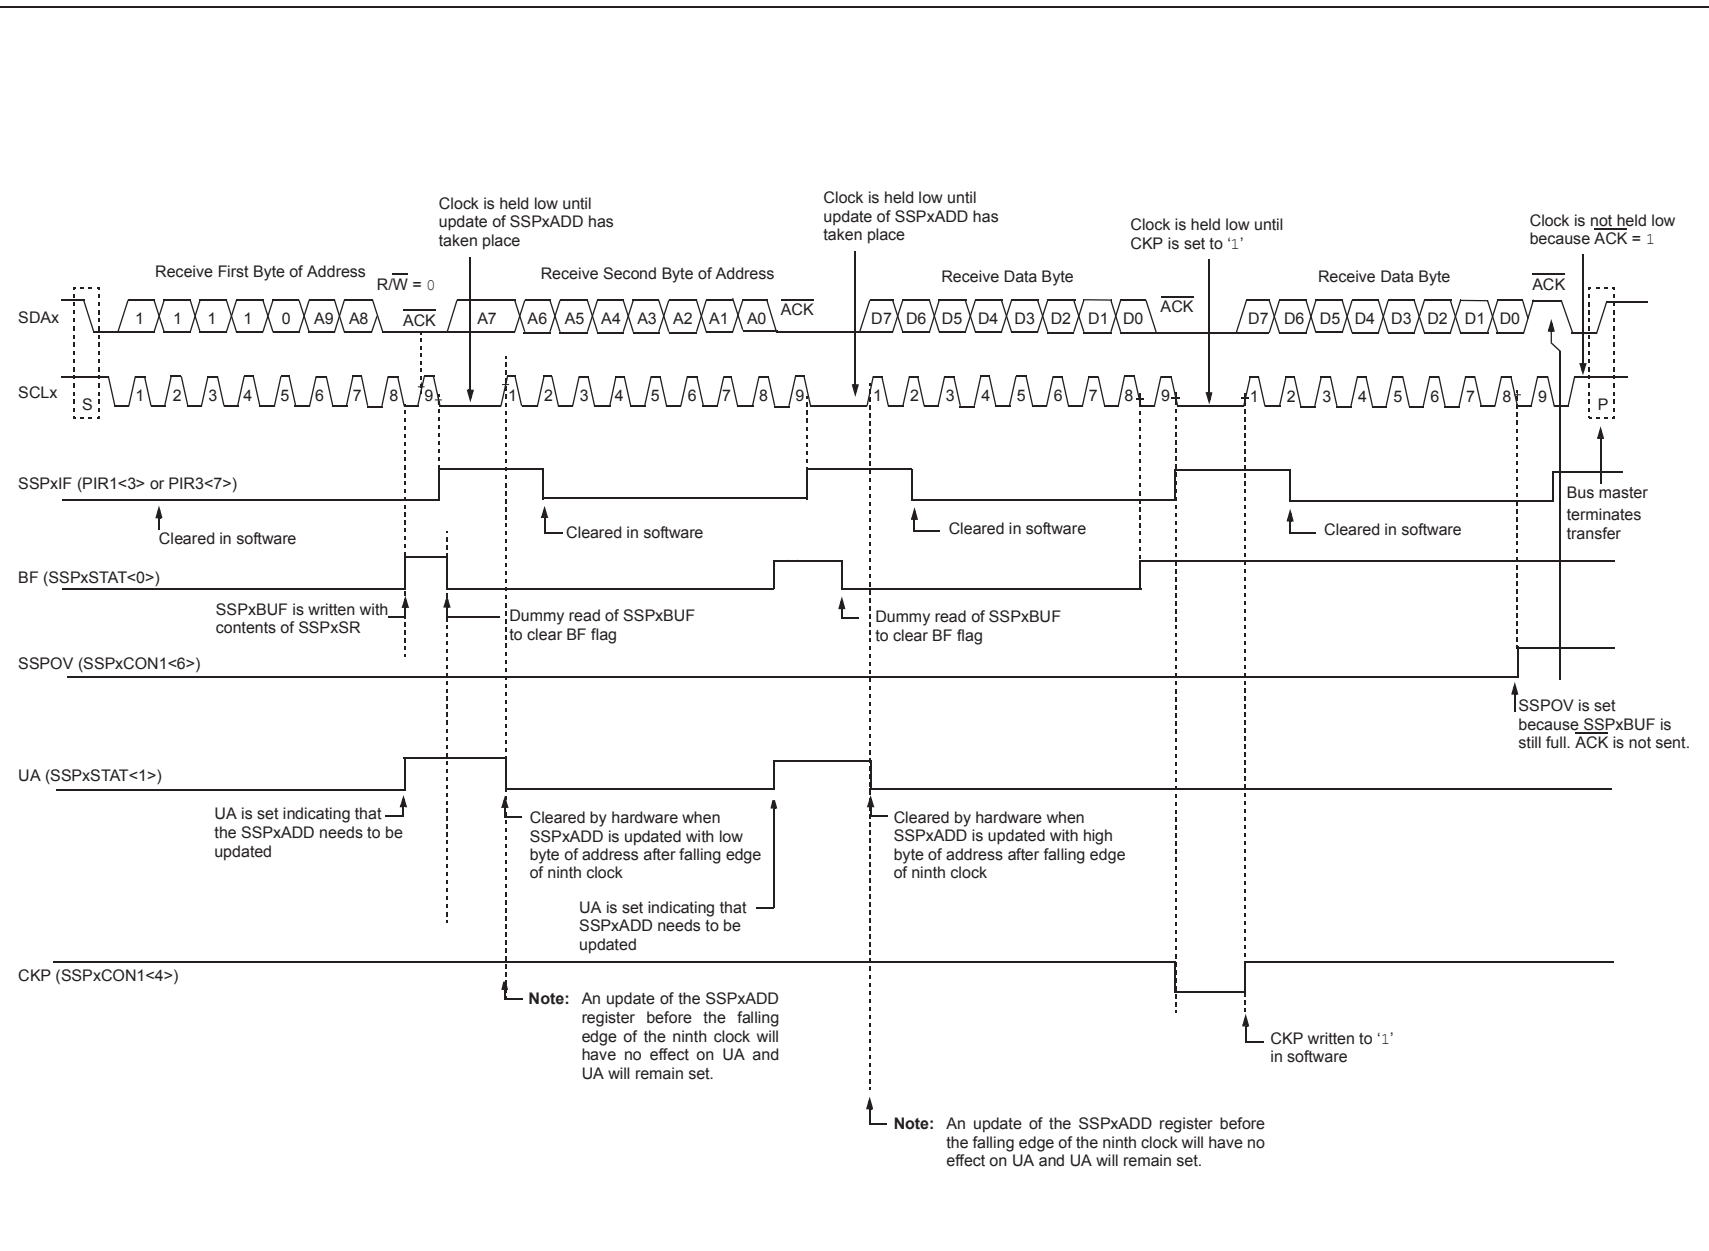 Clock is held low until
update of SSPxADD has
taken place
Clock is held low until
update of SSPxADD has
taken place
Clock is held low until
CKP is set to ‘1’
Clock is not held low
because ACK = 1
Receive First Byte of Address
R/W = 0
Receive Second Byte of Address
Receive Data Byte
Receive Data Byte
SDAx
1 1 1 1 0 A9 A8 ACK A7 A6 A5 A4 A3 A2 A1 A0 ACK D7 D6 D5 D4 D3 D2 D1 D0 ACK D7 D6 D5 D4 D3 D2 D1 D0 ACK
SCLx
S 1 2 3 4 5 6 7 8 9 1 2 3 4 5 6 7 8 9 1 2 3 4 5 6 7 8 9 1 2 3 4 5 6 7 8 9 P
SSPxIF (PIR1<3> or PIR3<7>)
Cleared in software
Cleared in software
Cleared in software
Cleared in software
Bus master
terminates
transfer
BF (SSPxSTAT<0>)
SSPxBUF is written with
contents of SSPxSR
Dummy read of SSPxBUF
to clear BF flag
Dummy read of SSPxBUF
to clear BF flag
SSPOV (SSPxCON1<6>)
SSPOV is set
because SSPxBUF is
still full. ACK is not sent.
UA (SSPxSTAT<1>)
UA is set indicating that
the SSPxADD needs to be
updated
Cleared by hardware when
SSPxADD is updated with low
byte of address after falling edge
of ninth clock
UA is set indicating that
SSPxADD needs to be
updated
Cleared by hardware when
SSPxADD is updated with high
byte of address after falling edge
of ninth clock
CKP (SSPxCON1<4>)
Note: An update of the SSPxADD
register before the falling
edge of the ninth clock will
have no effect on UA and
UA will remain set.
CKP written to ‘1’
in software
Note: An update of the SSPxADD register before
the falling edge of the ninth clock will have no
effect on UA and UA will remain set.